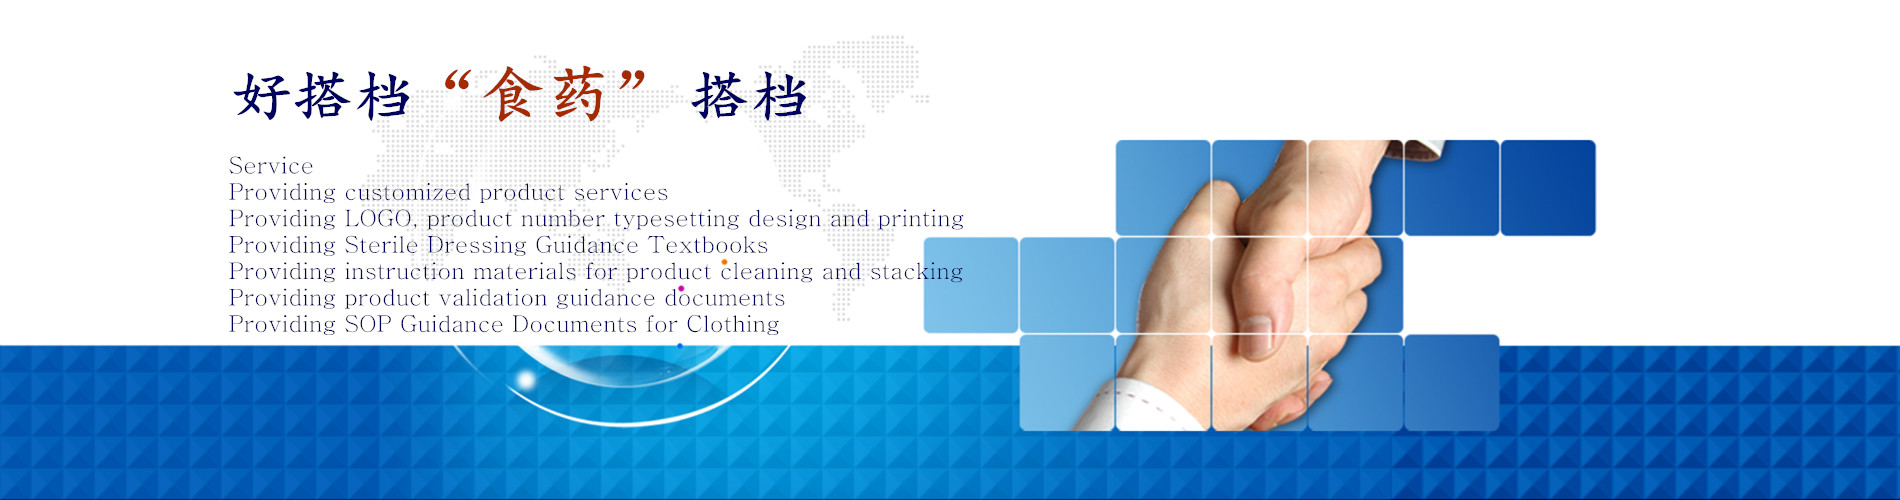 好搭档“食药”搭档
Service
Providing customized product services
Providing LOGO, product number typesetting design and printing
Providing Sterile Dressing Guidance Textbooks
Providing instruction materials for product cleaning and stacking
Providing product validation guidance documents
Providing SOP Guidance Documents for Clothing